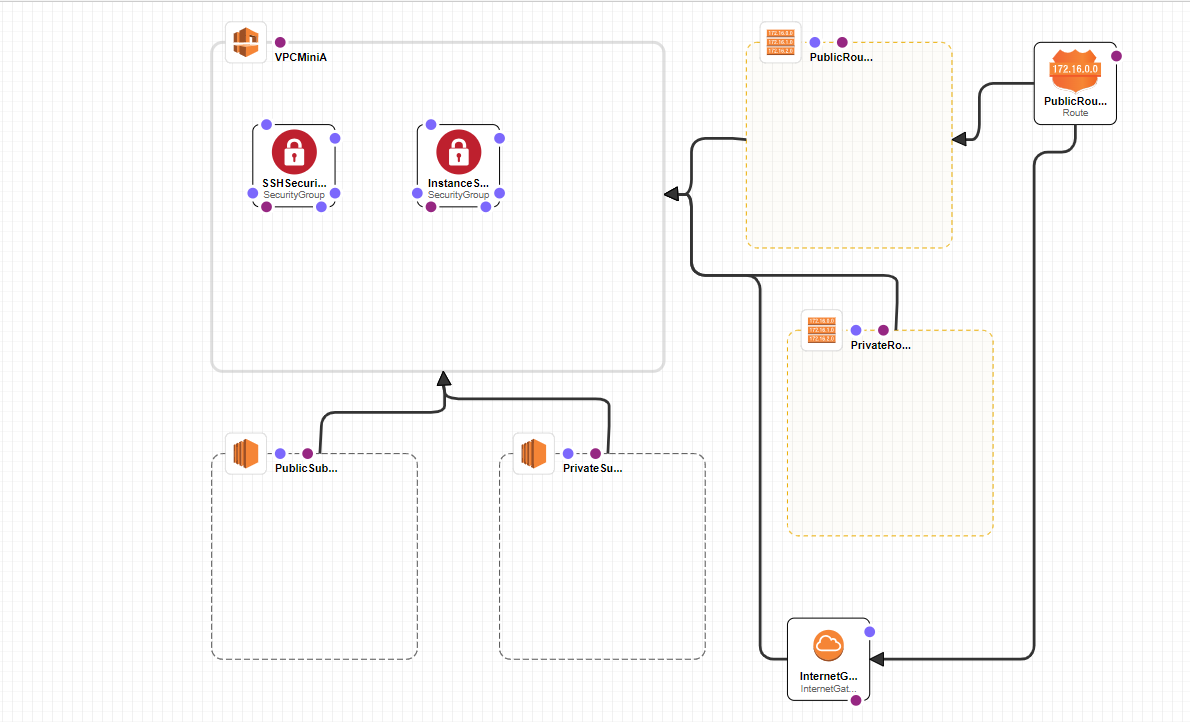 VPCMiniA
SSHSecuri...
SecurityGroup
InstanceS...
SecurityGroup
PublicRou...
172.16.0.0
PublicRou...
Route
PrivateRo...
PublicSub...
PrivateSu...
InternetG...
InternetGat...